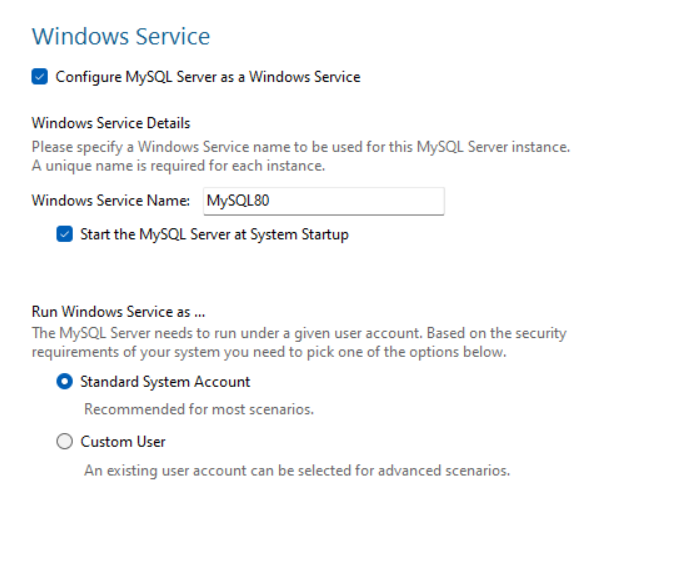 Windows Service
Configure MySQL Server as a Windows Service
Windows Service Details
Please specify a Windows Service name to be used for this MySQL Server instance.
A unique name is required for each instance.
Windows Service Name: MySQL80
Start the MySQL Server at System Startup
Run Windows Service as ...
The MySQL Server needs to run under a given user account. Based on the security
requirements of your system you need to pick one of the options below.
Standard System Account
Recommended for most scenarios.
Custom User
An existing user account can be selected for advanced scenarios.